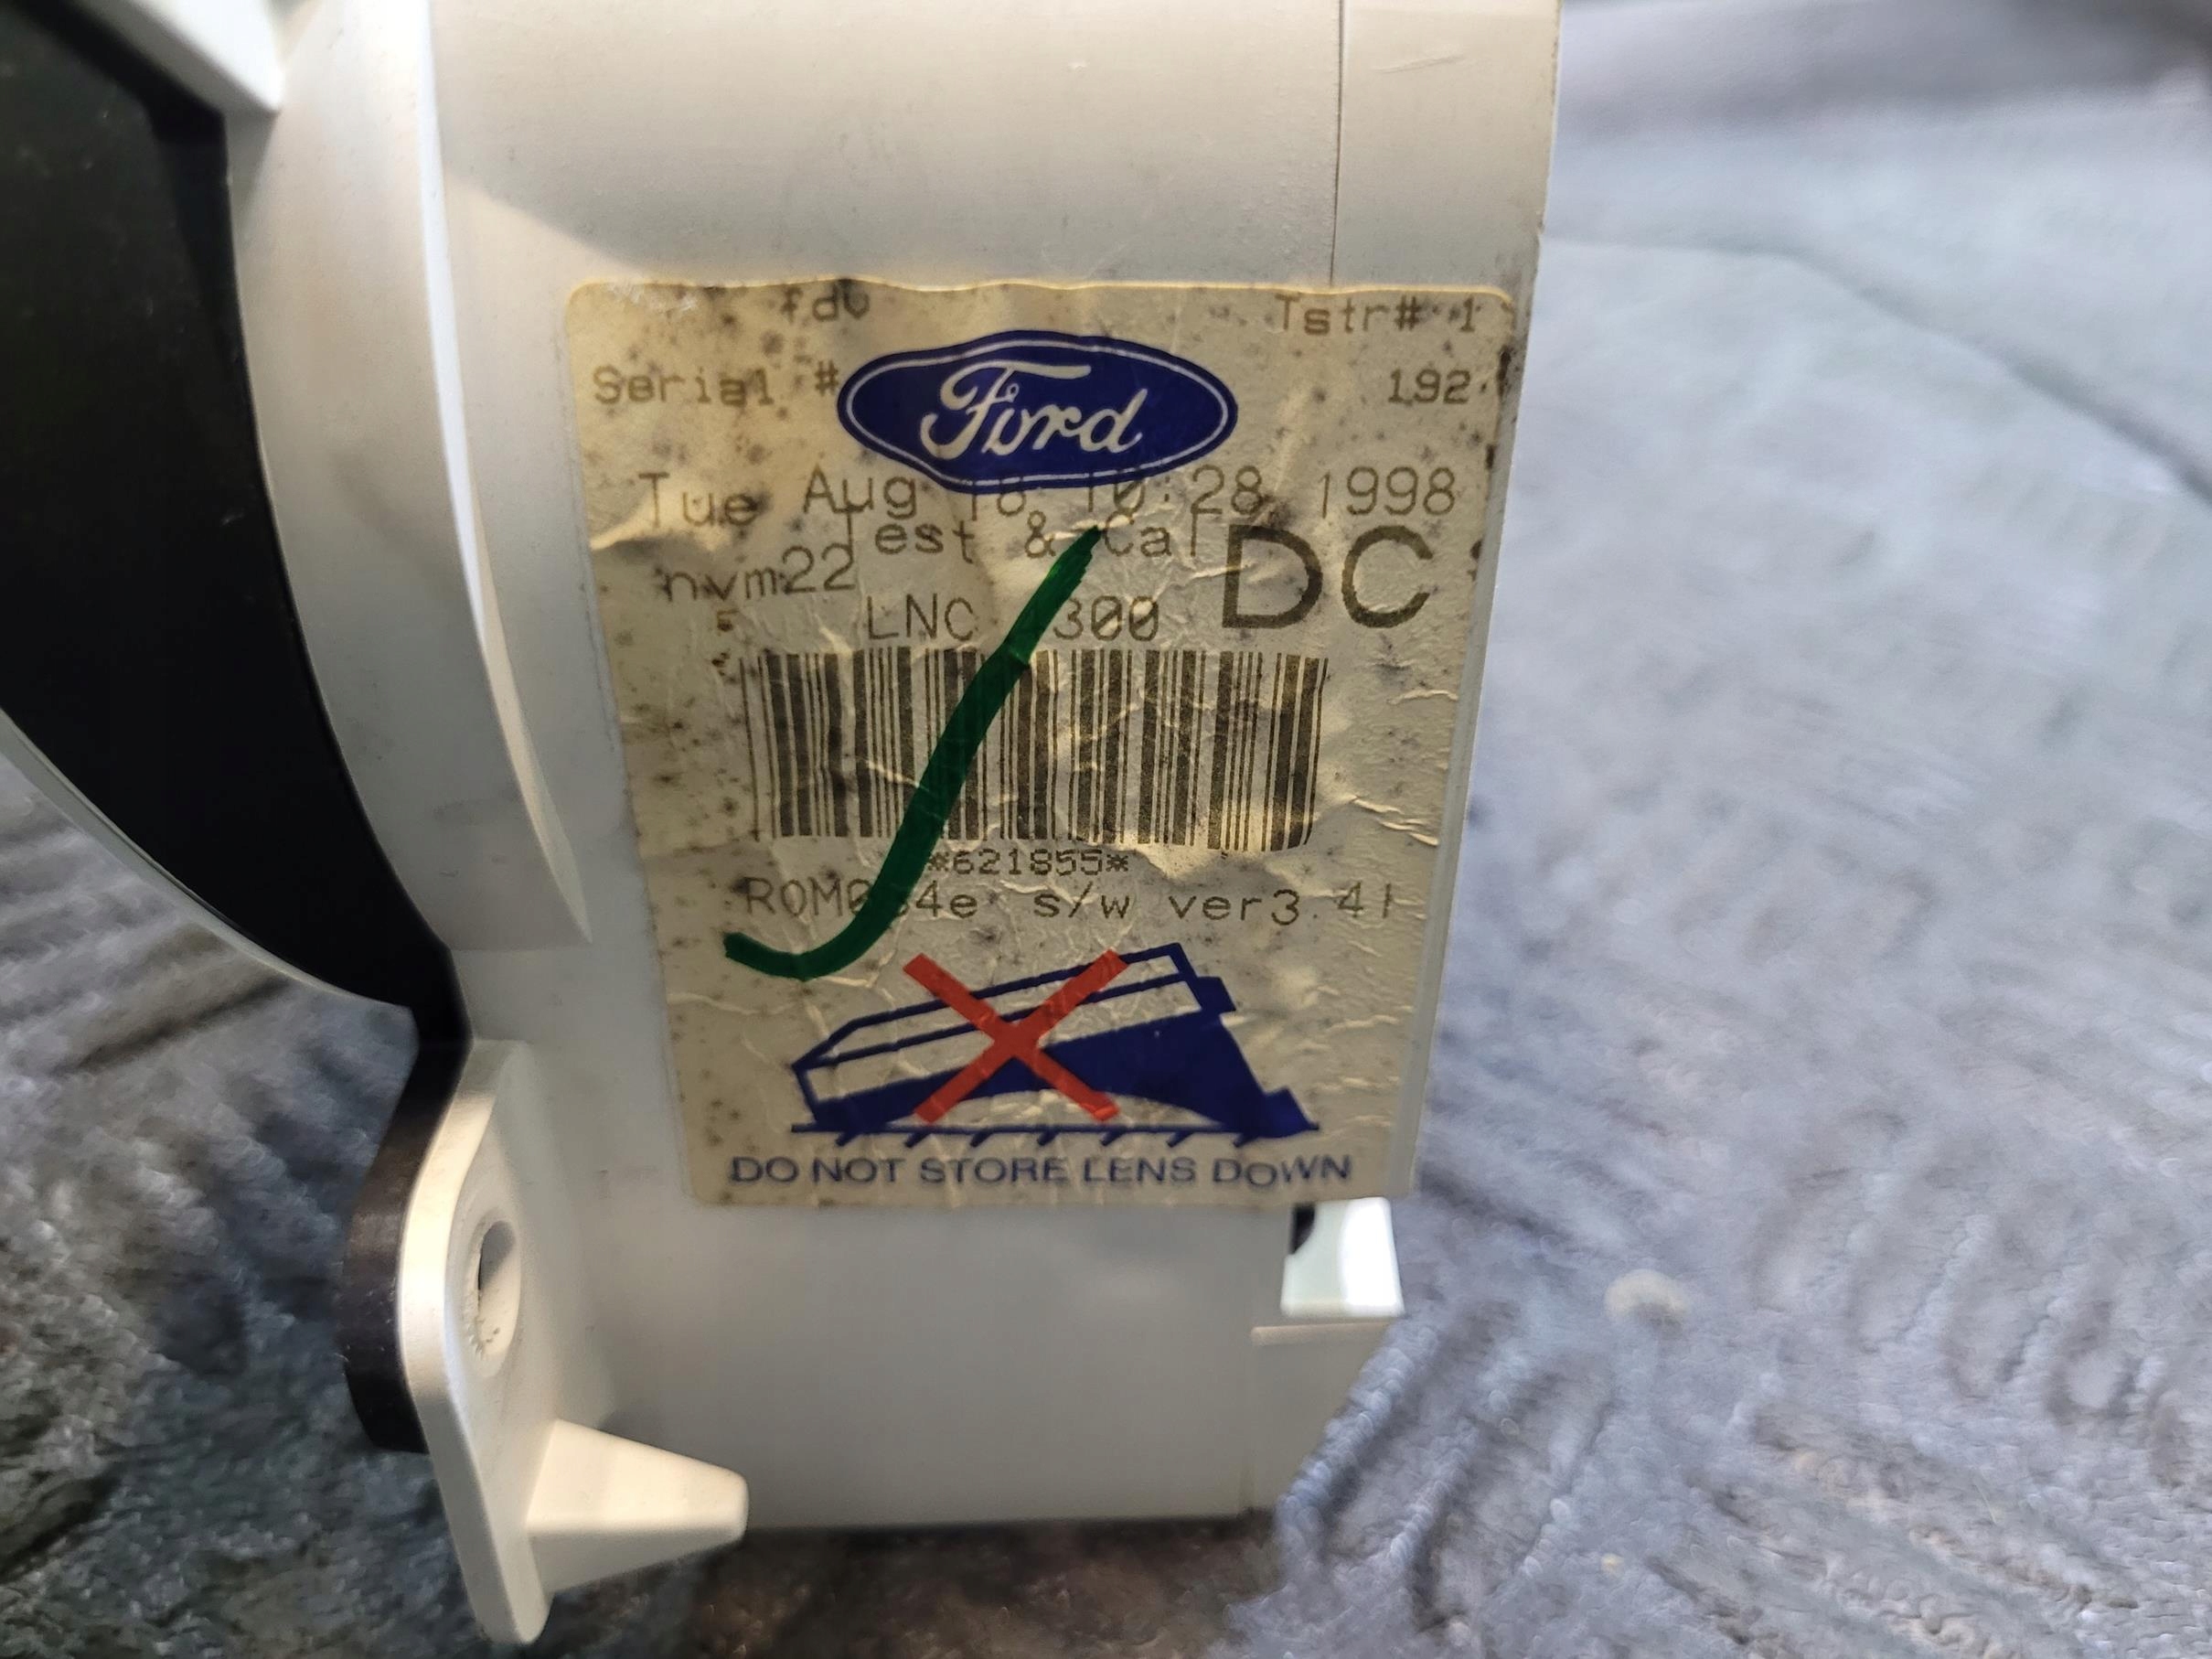 fdv Tstr# 1
Serial # 192
Ford
Tue Aug 18 10:28 1998
Test & Cal
nvm22 DC
LNC 300
*621855*
s/w ver3.41
DO NOT STORE LENS DOWN